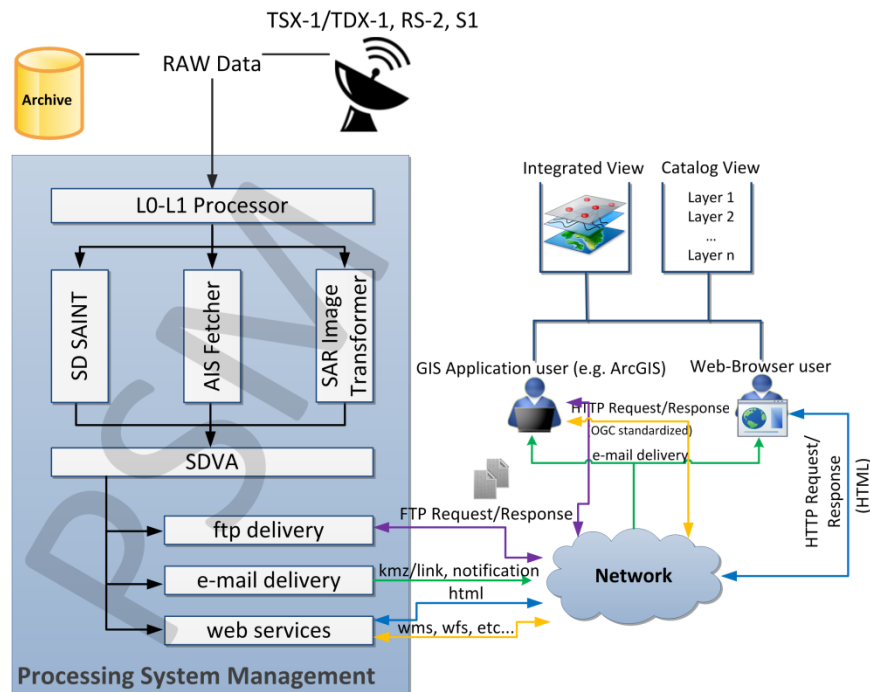 TSX-1/TDX-1, RS-2, S1
RAW Data
Archive
L0-L1 Processor
SD SAINT
AIS Fetcher
SAR Image
Transformer
SDVA
ftp delivery
e-mail delivery
web services
PSM
Processing System Management
Integrated View
Catalog View
Layer 1
Layer 2
...
Layer n
GIS Application user (e.g. ArcGIS)
Web-Browser user
HTTP Request/Response
OGC standardized)
e-mail delivery
HTTP Request/
Response
(HTML)
FTP Request/Response
kmz/link, notification
html
wms, wfs, etc...
Network